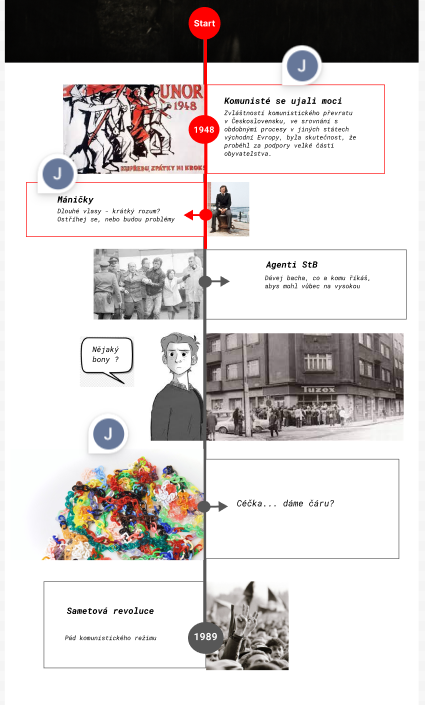 Start
J
Komunisté se ujali moci
Zvláštností komunistického převratu
v Československu, ve srovnání s
obdobnými procesy v jiných státech
východní Evropy, byla skutečnost, že
proběhl za podpory velké části
obyvatelstva.
ÚNOR
1948
KUPŘEDU ZPÁTKY NI KROK
1948
J
Máničky
Dlouhé vlasy - krátký rozum?
Ostříhej se, nebo budou problémy
Agenti StB
Dávej bacha, co a komu říkáš,
abys mohl vůbec na vysokou
Nějaký
bony ?
Tuzex
J
Céčka... dáme čáru?
Sametová revoluce
Pád komunistického režimu
1989